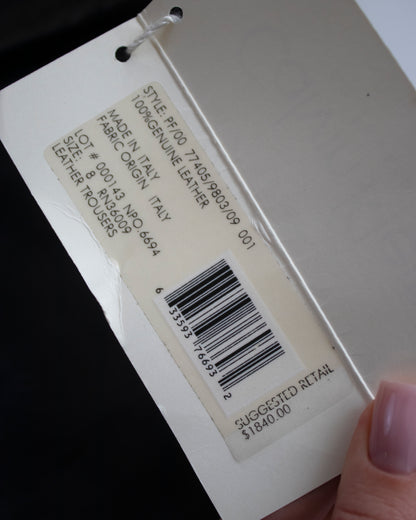 STYLE: PF/00 77405/9803/09 001
100%GENUINE LEATHER
MADE IN ITALY
FABRIC ORIGIN ITALY
LOT # 000143 NPO.6694
SIZE: 8 RN36009
LEATHER TROUSERS
6 33593 76693 2
SUGGESTED RETAIL
$1840.00